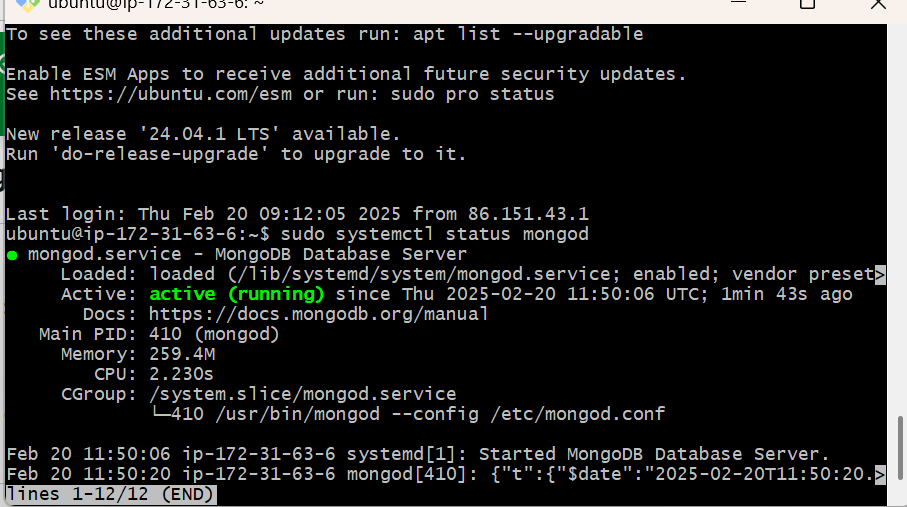 ubuntu@ip-172-31-63-6: ~
To see these additional updates run: apt list --upgradable
Enable ESM Apps to receive additional future security updates.
See https://ubuntu.com/esm or run: sudo pro status
New release '24.04.1 LTS' available.
Run 'do-release-upgrade' to upgrade to it.
Last login: Thu Feb 20 09:12:05 2025 from 86.151.43.1
ubuntu@ip-172-31-63-6:~$ sudo systemctl status mongod
● mongod.service - MongoDB Database Server
Loaded: loaded (/lib/systemd/system/mongod.service; enabled; vendor preset>
Active: active (running) since Thu 2025-02-20 11:50:06 UTC; 1min 43s ago
Docs: https://docs.mongodb.org/manual
Main PID: 410 (mongod)
Memory: 259.4M
CPU: 2.230s
CGroup: /system.slice/mongod.service
└─410 /usr/bin/mongod --config /etc/mongod.conf
Feb 20 11:50:06 ip-172-31-63-6 systemd[1]: Started MongoDB Database Server.
Feb 20 11:50:20 ip-172-31-63-6 mongod[410]: {"t":{"$date":"2025-02-20T11:50:20.>
lines 1-12/12 (END)